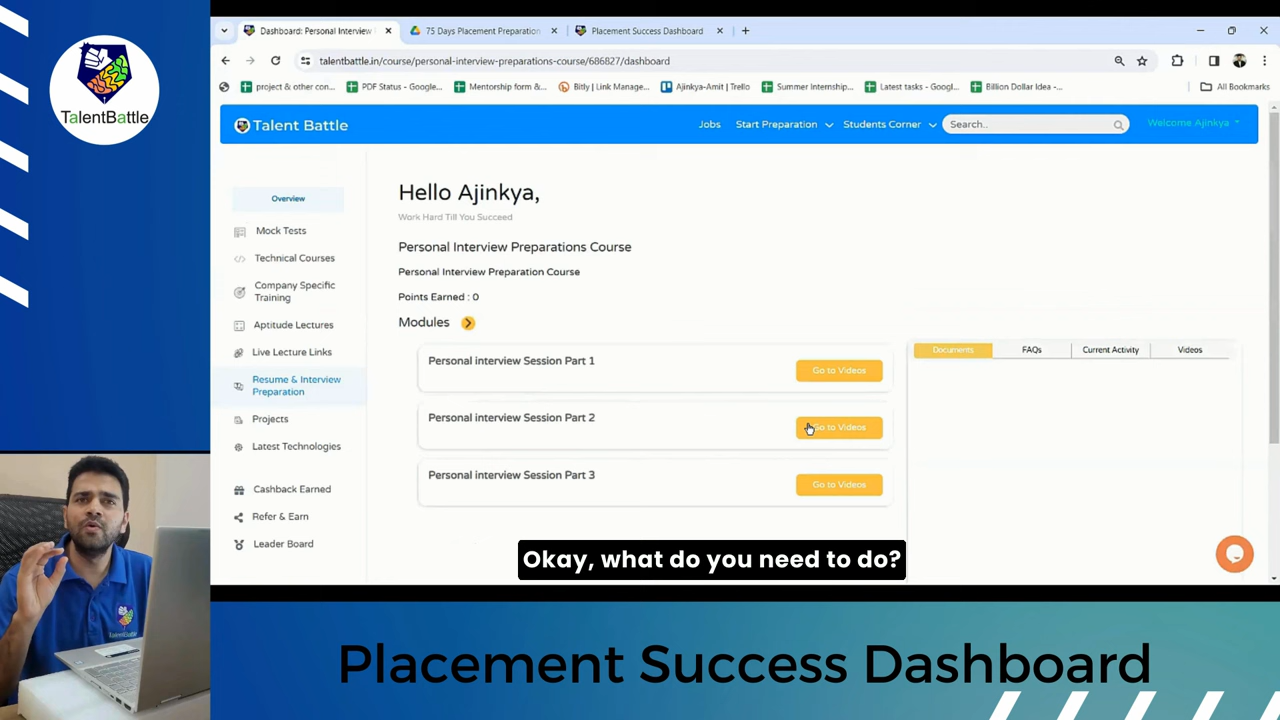 TalentBattle
Dashboard: Personal Interview
75 Days Placement Preparation
Placement Success Dashboard
talentbattle.in/course/personal-interview-preparations-course/686827/dashboard
project & other con...
PDF Status - Google...
Mentorship form &...
Bitly | Link Manage...
Ajinkya-Amit | Trello
Summer Internship...
Latest tasks - Googl...
Billion Dollar Idea -...
All Bookmarks
Talent Battle
Jobs
Start Preparation
Students Corner
Search..
Welcome Ajinkya
Overview
Mock Tests
Technical Courses
Company Specific
Training
Aptitude Lectures
Live Lecture Links
Resume & Interview
Preparation
Projects
Latest Technologies
Cashback Earned
Refer & Earn
Leader Board
Hello Ajinkya,
Work Hard Till You Succeed
Personal Interview Preparations Course
Personal Interview Preparation Course
Points Earned : 0
Modules
Personal interview Session Part 1
Go to Videos
Personal interview Session Part 2
Go to Videos
Personal interview Session Part 3
Go to Videos
Documents
FAQs
Current Activity
Videos
Okay, what do you need to do?
TalentBattle
Placement Success Dashboard